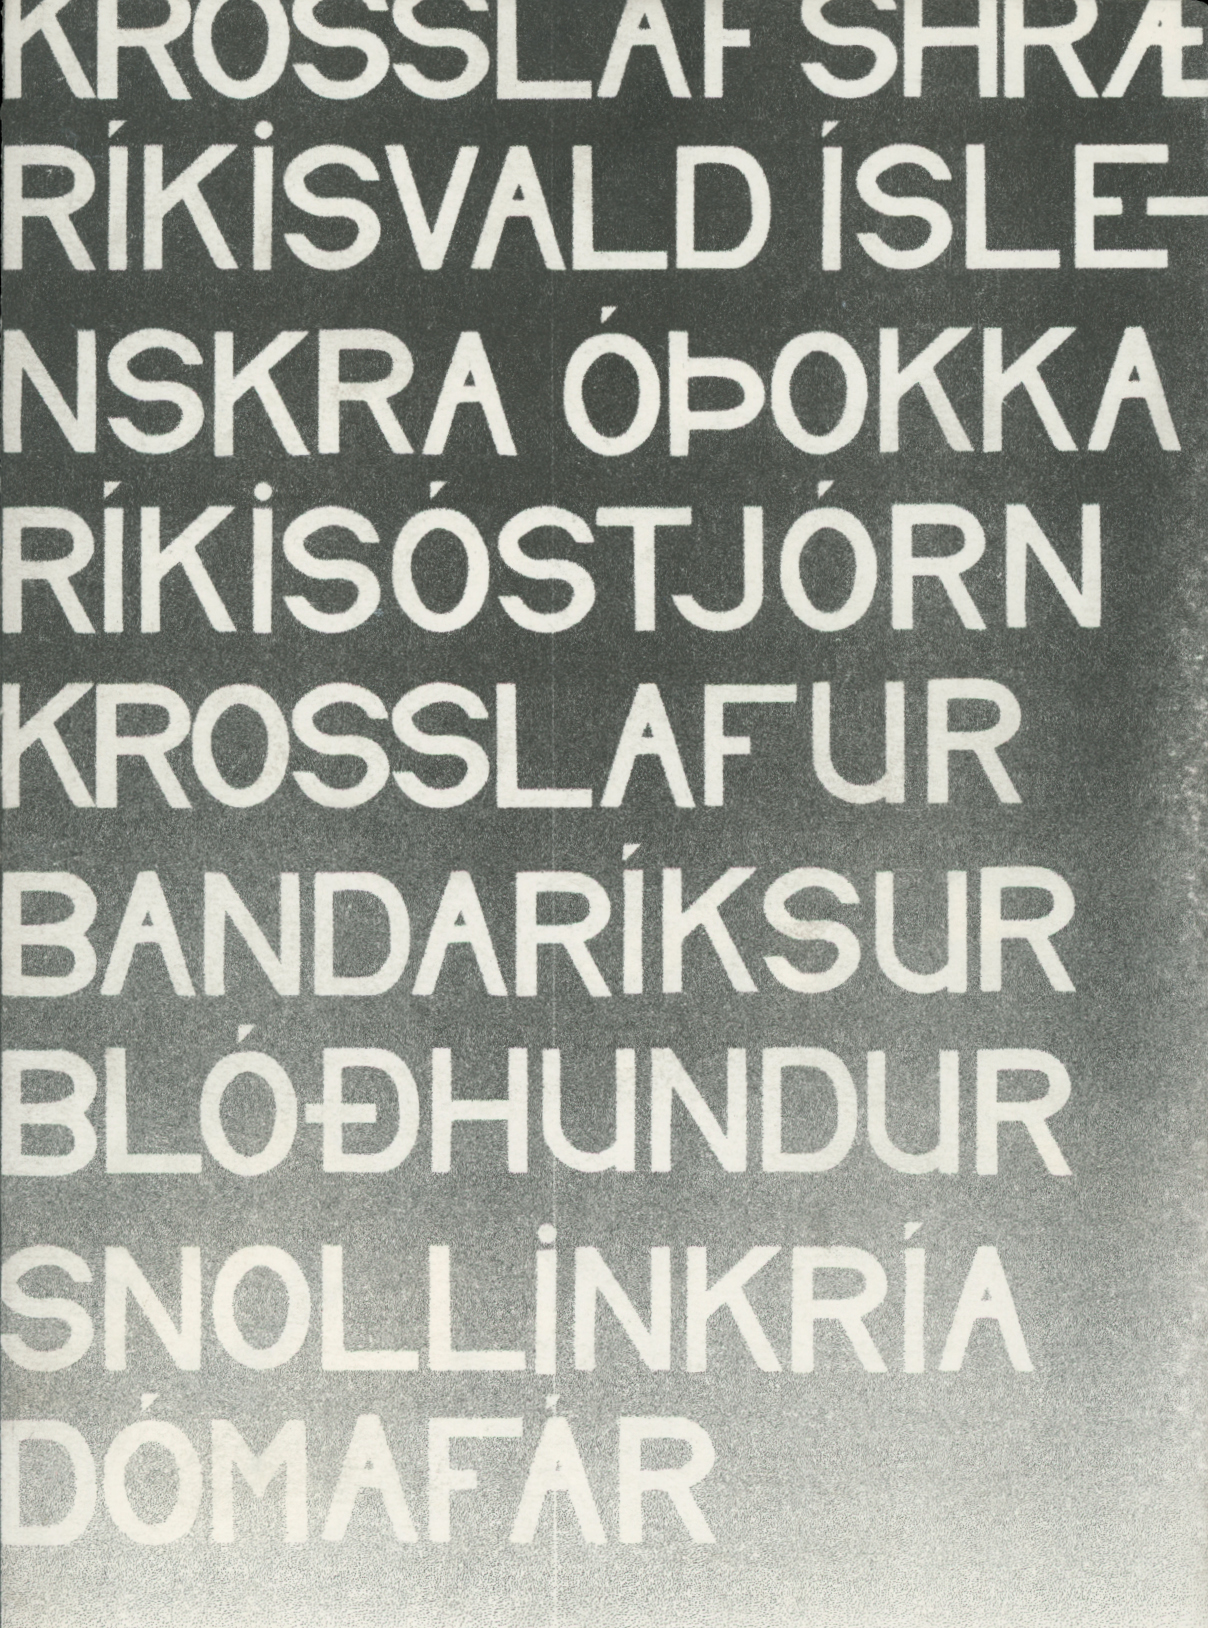 KROSSLAF SHRÆ
RÍKISVALD ÍSLE-
NSKRA ÓÞOKKA
RÍKISÓSTJÓRN
KROSSLAFUR
BANDARÍKSUR
BLÓÐHUNDUR
SNOLLINKRÍA
DÓMAFÁR